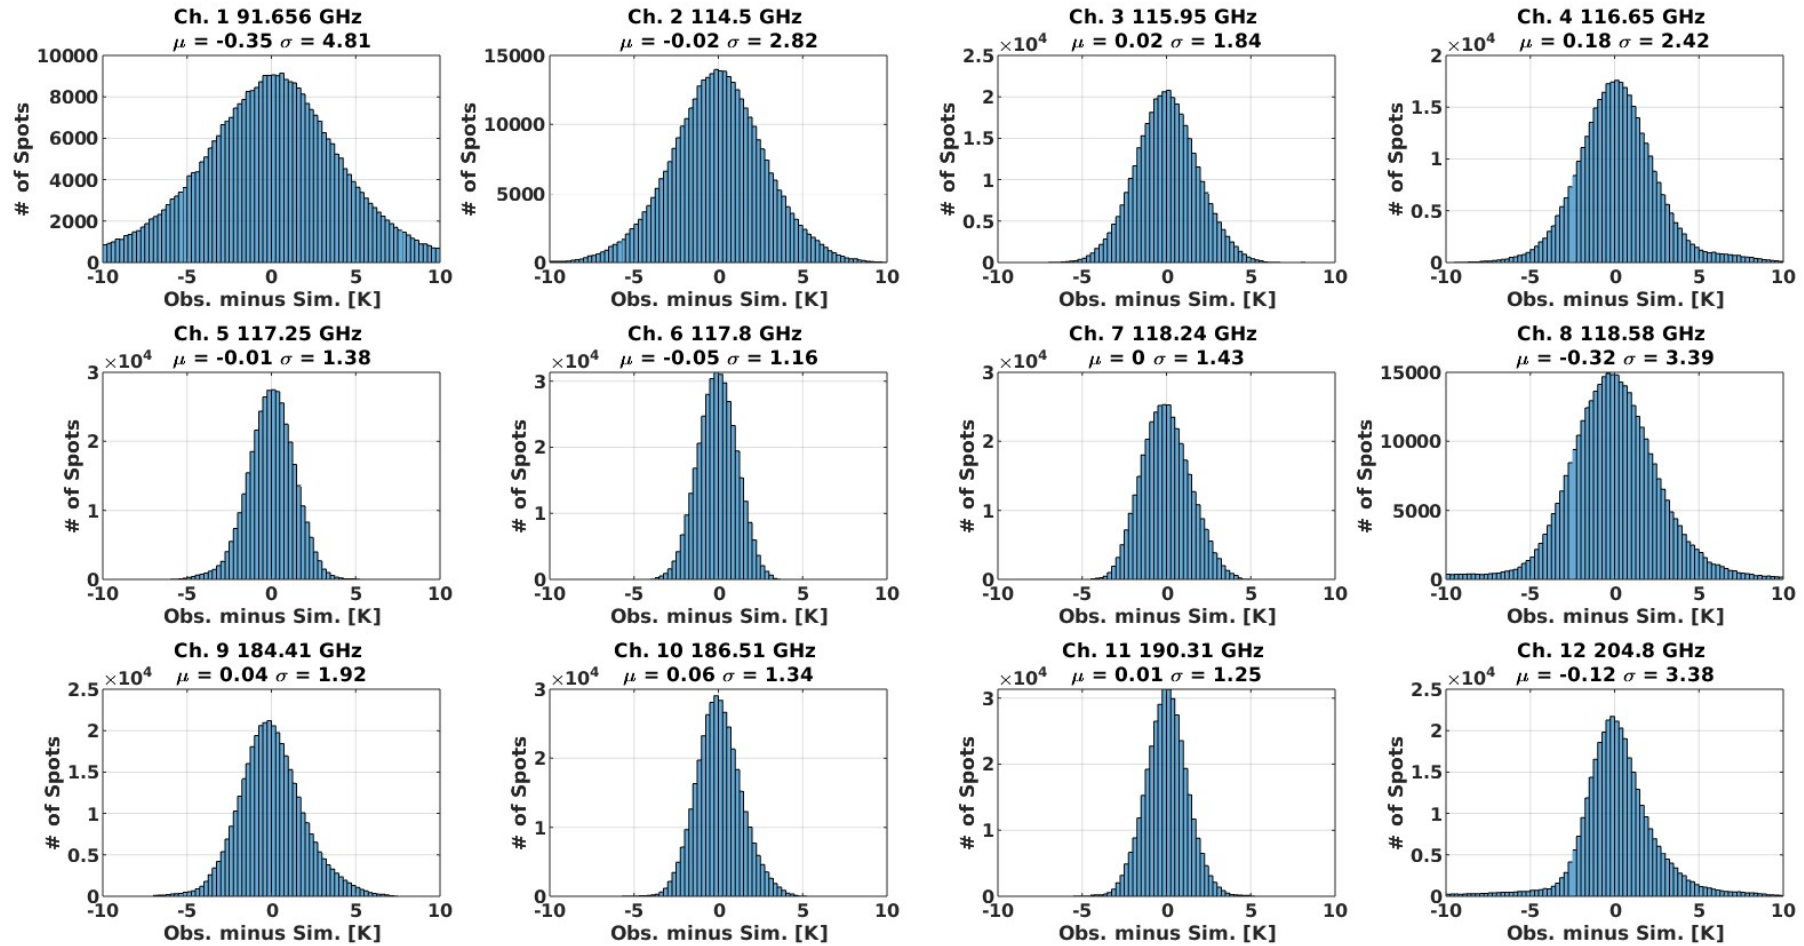 Ch. 1 91.656 GHz
μ = -0.35 σ = 4.81
10000
8000
6000
4000
2000
0
# of Spots
-10 -5 0 5 10
Obs. minus Sim. [K]
Ch. 2 114.5 GHz
μ = -0.02 σ = 2.82
15000
10000
5000
0
# of Spots
-10 -5 0 5 10
Obs. minus Sim. [K]
Ch. 3 115.95 GHz
×10⁴ μ = 0.02 σ = 1.84
2.5
2
1.5
1
0.5
0
# of Spots
-10 -5 0 5 10
Obs. minus Sim. [K]
Ch. 4 116.65 GHz
×10⁴ μ = 0.18 σ = 2.42
2
1.5
1
0.5
0
# of Spots
-10 -5 0 5 10
Obs. minus Sim. [K]
Ch. 5 117.25 GHz
×10⁴ μ = -0.01 σ = 1.38
3
2
1
0
# of Spots
-10 -5 0 5 10
Obs. minus Sim. [K]
Ch. 6 117.8 GHz
×10⁴ μ = -0.05 σ = 1.16
3
2
1
0
# of Spots
-10 -5 0 5 10
Obs. minus Sim. [K]
Ch. 7 118.24 GHz
×10⁴ μ = 0 σ = 1.43
3
2
1
0
# of Spots
-10 -5 0 5 10
Obs. minus Sim. [K]
Ch. 8 118.58 GHz
μ = -0.32 σ = 3.39
15000
10000
5000
0
# of Spots
-10 -5 0 5 10
Obs. minus Sim. [K]
Ch. 9 184.41 GHz
×10⁴ μ = 0.04 σ = 1.92
2.5
2
1.5
1
0.5
0
# of Spots
-10 -5 0 5 10
Obs. minus Sim. [K]
Ch. 10 186.51 GHz
×10⁴ μ = 0.06 σ = 1.34
3
2
1
0
# of Spots
-10 -5 0 5 10
Obs. minus Sim. [K]
Ch. 11 190.31 GHz
×10⁴ μ = 0.01 σ = 1.25
3
2
1
0
# of Spots
-10 -5 0 5 10
Obs. minus Sim. [K]
Ch. 12 204.8 GHz
×10⁴ μ = -0.12 σ = 3.38
2.5
2
1.5
1
0.5
0
# of Spots
-10 -5 0 5 10
Obs. minus Sim. [K]